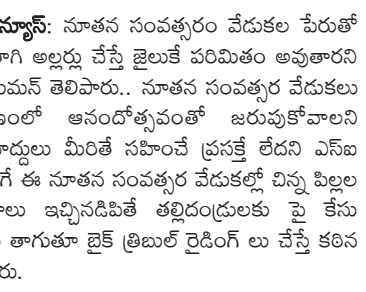 న్యూస్: నూతన సంవత్సరం వేడుకల పేరుతో
అల్లర్లు చేస్తే జైలుకే పరిమితం అవుతారని
తెలిపారు.. నూతన సంవత్సర వేడుకలు
ఆనందోత్సవంతో జరుపుకోవాలని
మీరితే సహించే ప్రసక్తే లేదని ఎస్ఐ
ఈ నూతన సంవత్సర వేడుకల్లో చిన్న పిల్లల
ఇచ్చినడిపితే తల్లిదండ్రులకు పై కేసు
తాగుతూ బైక్ త్రిబుల్ రైడింగ్ లు చేస్తే కఠిన